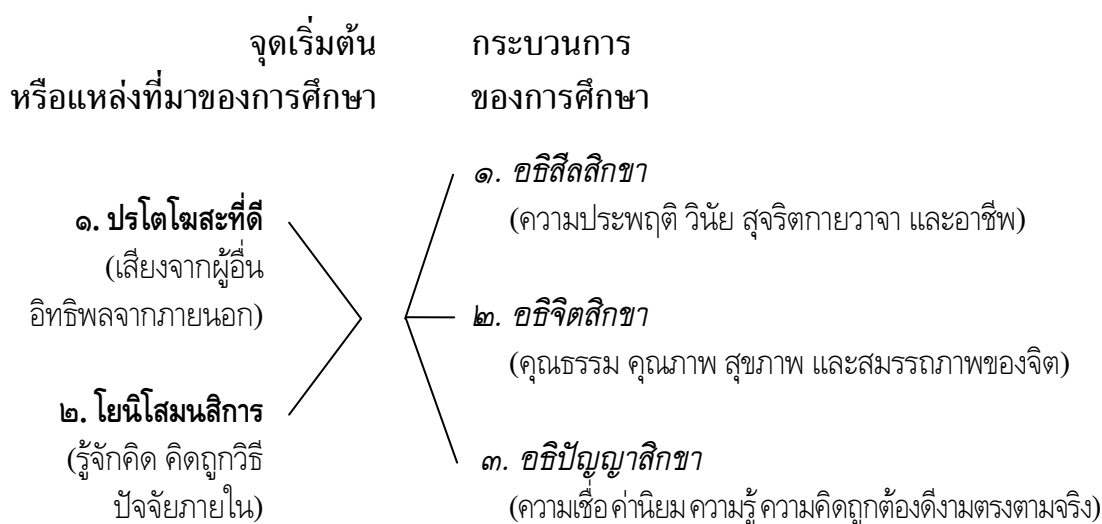 จุดเริ่มต้น
หรือแหล่งที่มาของการศึกษา
๑. ปรโตโฆสะที่ดี
(เสียงจากผู้อื่น
อิทธิพลจากภายนอก)
๒. โยนิโสมนสิการ
(รู้จักคิด คิดถูกวิธี
ปัจจัยภายใน)
กระบวนการ
ของการศึกษา
๑. อธิสีลสิกขา
(ความประพฤติ วินัย สุจริตกายวาจา และอาชีพ)
๒. อธิจิตสิกขา
(คุณธรรม คุณภาพ สุขภาพ และสมรรถภาพของจิต)
๓. อธิปัญญาสิกขา
(ความเชื่อ ค่านิยม ความรู้ ความคิดถูกต้องดีงามตรงตามจริง)